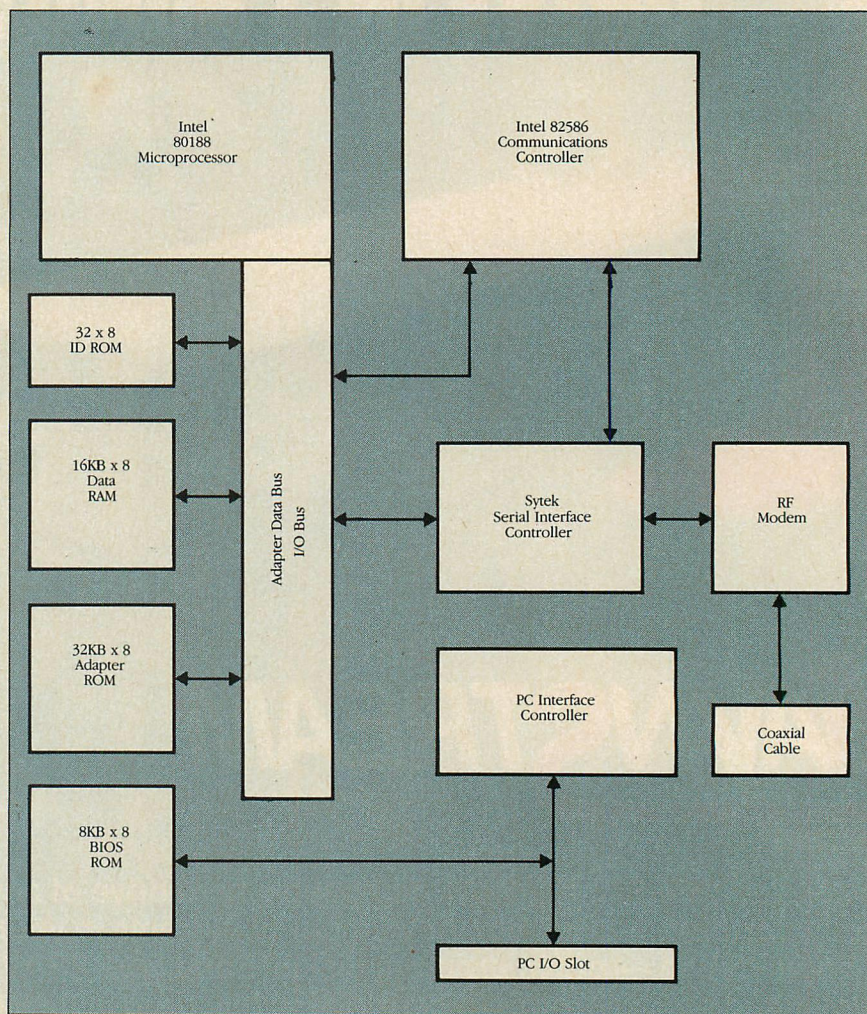 Intel
80188
Microprocessor
Intel 82586
Communications
Controller
32 x 8
ID ROM
16KB x 8
Data
RAM
Adapter Data Bus
I/O Bus
Sytek
Serial Interface
Controller
RF
Modem
32KB x 8
Adapter
ROM
PC Interface
Controller
Coaxial
Cable
8KB x 8
BIOS
ROM
PC I/O Slot